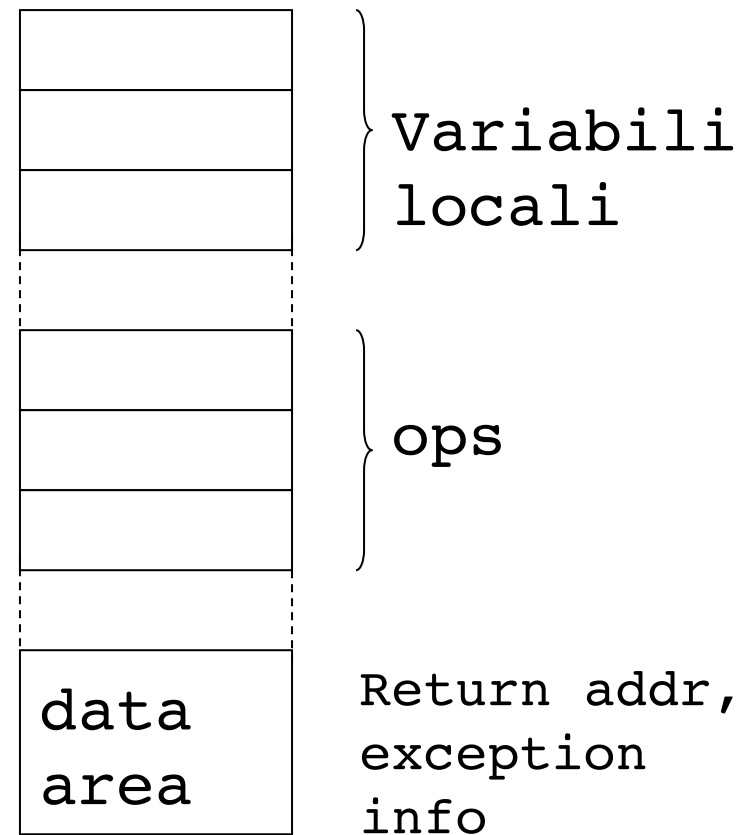 Variabili
locali
ops
data
area
Return addr,
exception
info